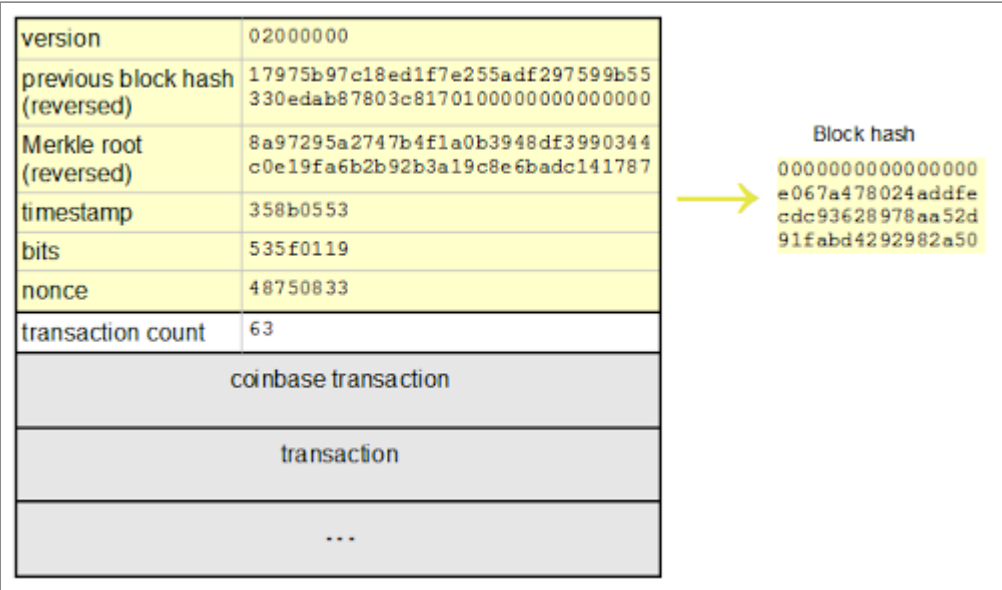 version 02000000
previous block hash 17975b97c18ed1f7e255adf297599b55
(reversed) 330edab87803c8170100000000000000
Merkle root 8a97295a2747b4f1a0b3948df3990344
(reversed) c0e19fa6b2b92b3a19c8e6badc141787
timestamp 358b0553
bits 535f0119
nonce 48750833
transaction count 63
coinbase transaction
transaction
...
Block hash
0000000000000000
e067a478024addfe
cdc93628978aa52d
91fabd4292982a50